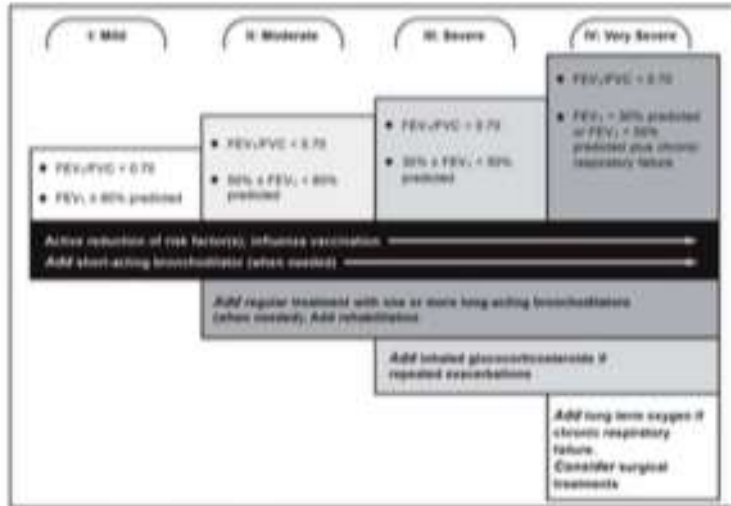 I: Mild
II: Moderate
III: Severe
IV: Very Severe
FEV₁/FVC < 0.70
FEV₁ ≥ 80% predicted
FEV₁/FVC < 0.70
50% ≤ FEV₁ < 80%
predicted
FEV₁/FVC < 0.70
30% ≤ FEV₁ < 50%
predicted
FEV₁/FVC < 0.70
FEV₁ < 30% predicted
or FEV₁ < 50%
predicted plus chronic
respiratory failure
Active reduction of risk factor(s); influenza vaccination
Add short-acting bronchodilator (when needed)
Add regular treatment with one or more long-acting bronchodilators
(when needed); Add rehabilitation
Add inhaled glucocorticosteroids if
repeated exacerbations
Add long term oxygen if
chronic respiratory
failure.
Consider surgical
treatments